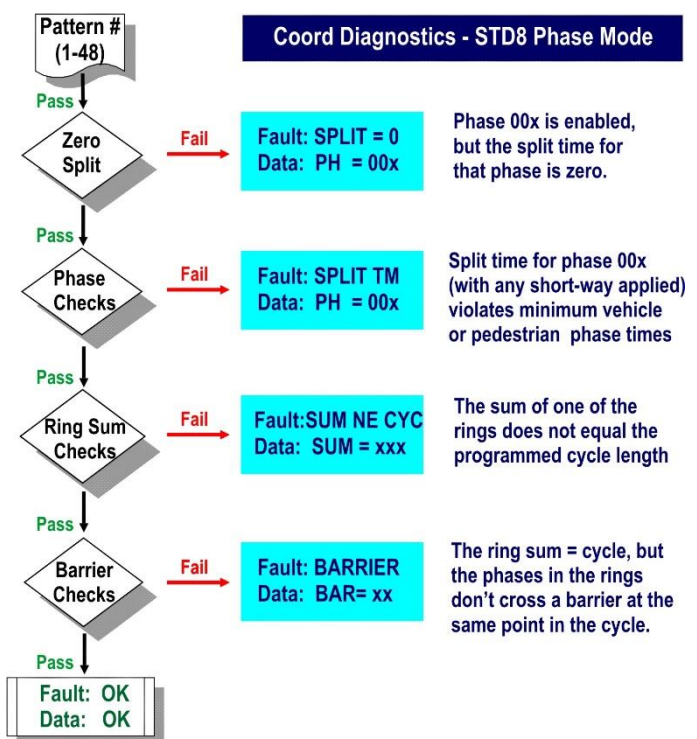 Pattern #
(1-48)
Coord Diagnostics - STD8 Phase Mode
Pass
Zero
Split
Fail
Fault: SPLIT = 0
Data: PH = 00x
Phase 00x is enabled,
but the split time for
that phase is zero.
Pass
Phase
Checks
Fail
Fault: SPLIT TM
Data: PH = 00x
Split time for phase 00x
(with any short-way applied)
violates minimum vehicle
or pedestrian phase times
Pass
Ring Sum
Checks
Fail
Fault:SUM NE CYC
Data: SUM = xxx
The sum of one of the
rings does not equal the
programmed cycle length
Pass
Barrier
Checks
Fail
Fault: BARRIER
Data: BAR= xx
The ring sum = cycle, but
the phases in the rings
don't cross a barrier at the
same point in the cycle.
Pass
Fault: OK
Data: OK